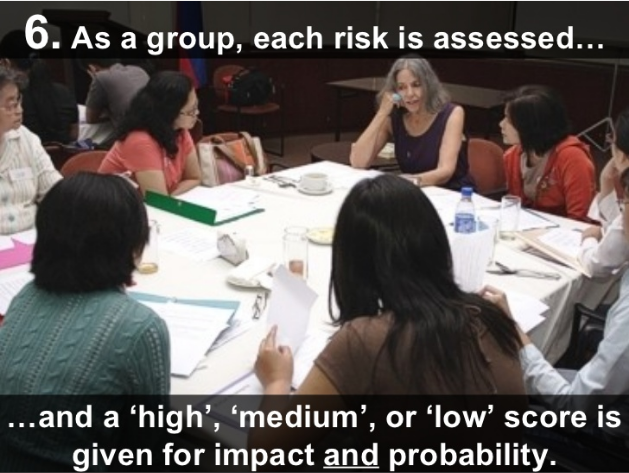 6. As a group, each risk is assessed…
…and a ‘high’, ‘medium’, or ‘low’ score is
given for impact and probability.